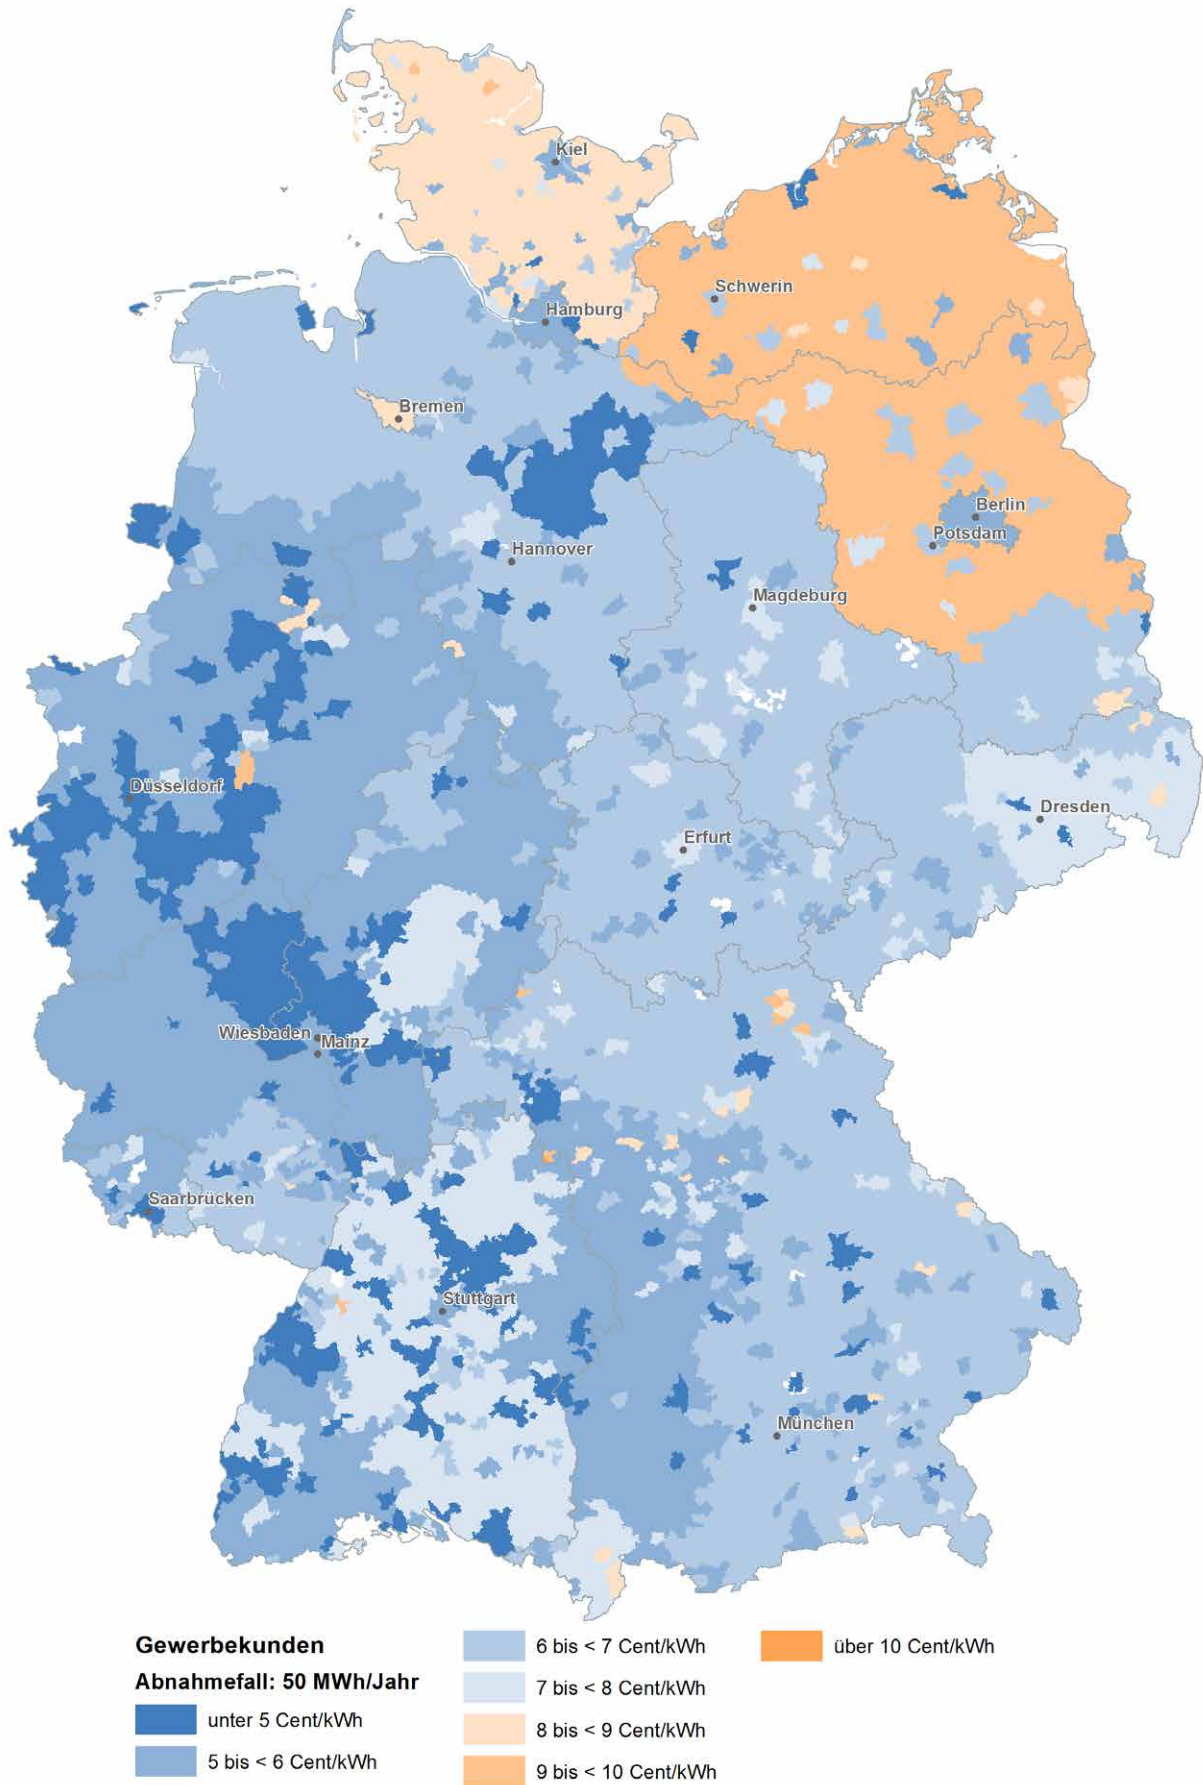 Kiel
Schwerin
Hamburg
Bremen
Berlin
Potsdam
Hannover
Magdeburg
Düsseldorf
Dresden
Erfurt
Wiesbaden
Mainz
Saarbrücken
Stuttgart
München
Gewerbekunden
Abnahmefall: 50 MWh/Jahr
unter 5 Cent/kWh
5 bis < 6 Cent/kWh
6 bis < 7 Cent/kWh
7 bis < 8 Cent/kWh
8 bis < 9 Cent/kWh
9 bis < 10 Cent/kWh
über 10 Cent/kWh